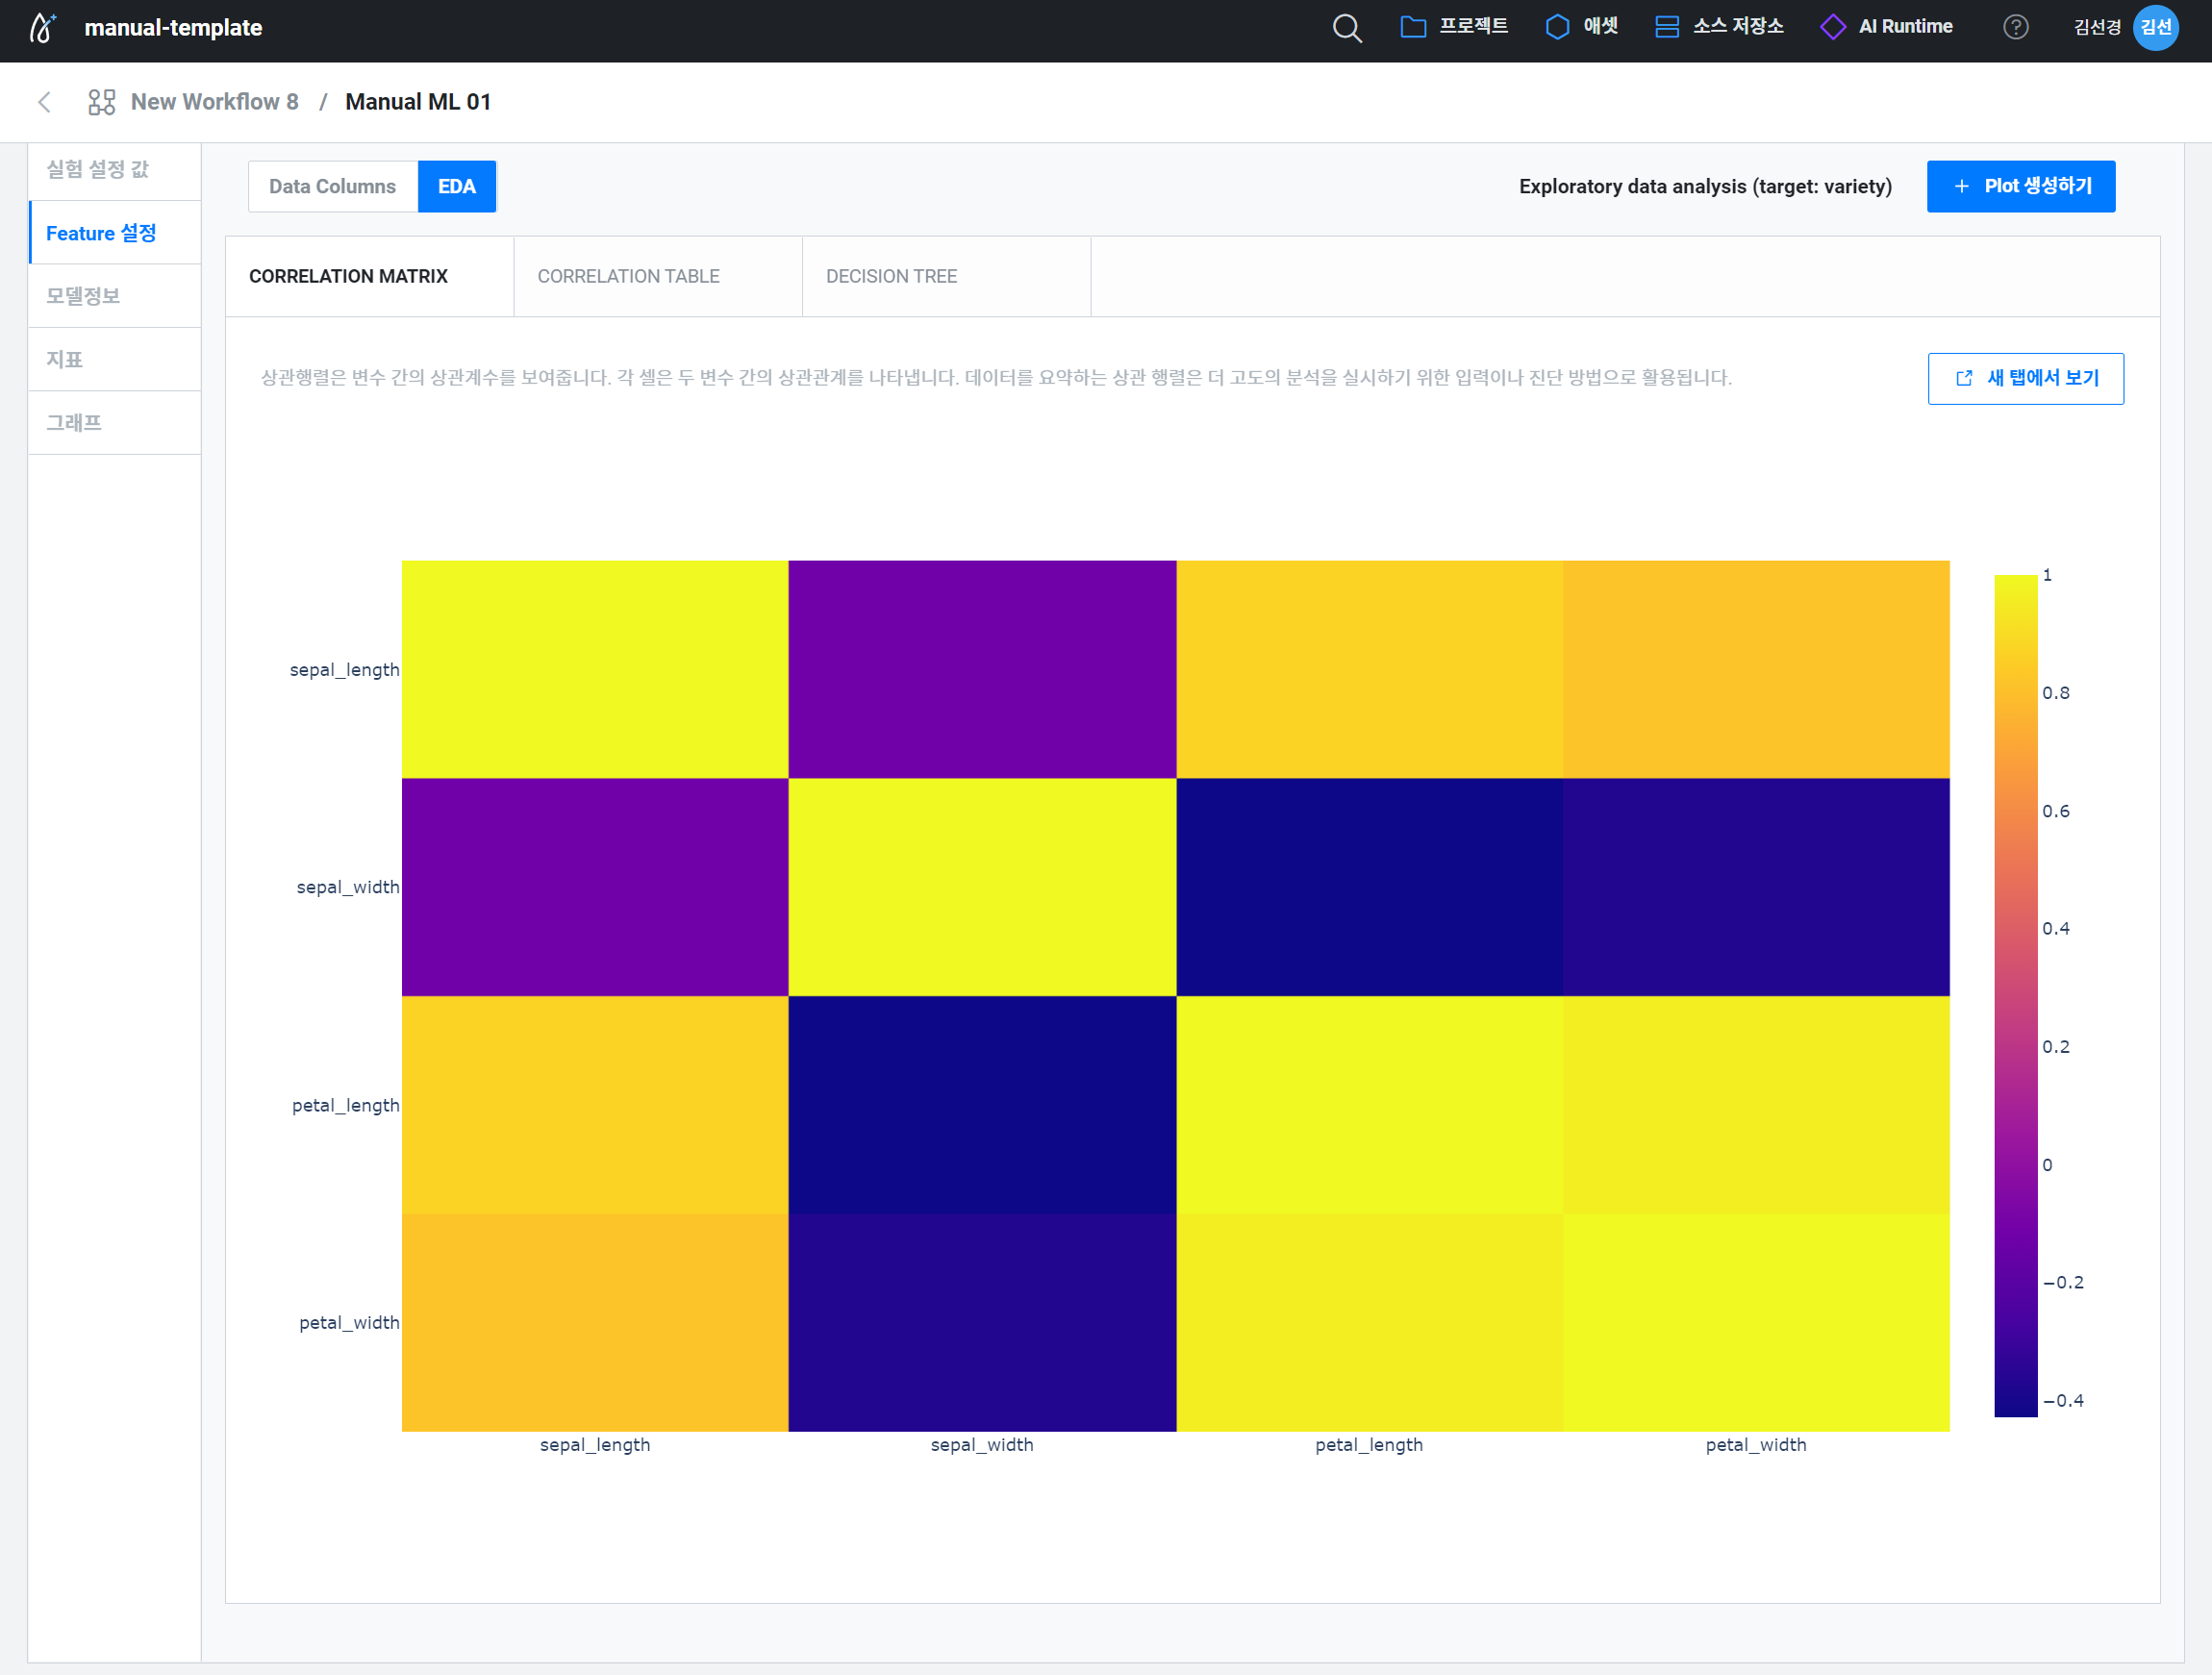 manual-template
프로젝트
애셋
소스 저장소
AI Runtime
?
김선경
김선
New Workflow 8 / Manual ML 01
실험 설정 값
Feature 설정
모델정보
지표
그래프
Data Columns
EDA
Exploratory data analysis (target: variety)
+ Plot 생성하기
CORRELATION MATRIX
CORRELATION TABLE
DECISION TREE
상관행렬은 변수 간의 상관계수를 보여줍니다. 각 셀은 두 변수 간의 상관관계를 나타냅니다. 데이터를 요약하는 상관 행렬은 더 고도의 분석을 실시하기 위한 입력이나 진단 방법으로 활용됩니다.
새 탭에서 보기
sepal_length
sepal_width
petal_length
petal_width
sepal_length
sepal_width
petal_length
petal_width
1
0.8
0.6
0.4
0.2
0
−0.2
−0.4